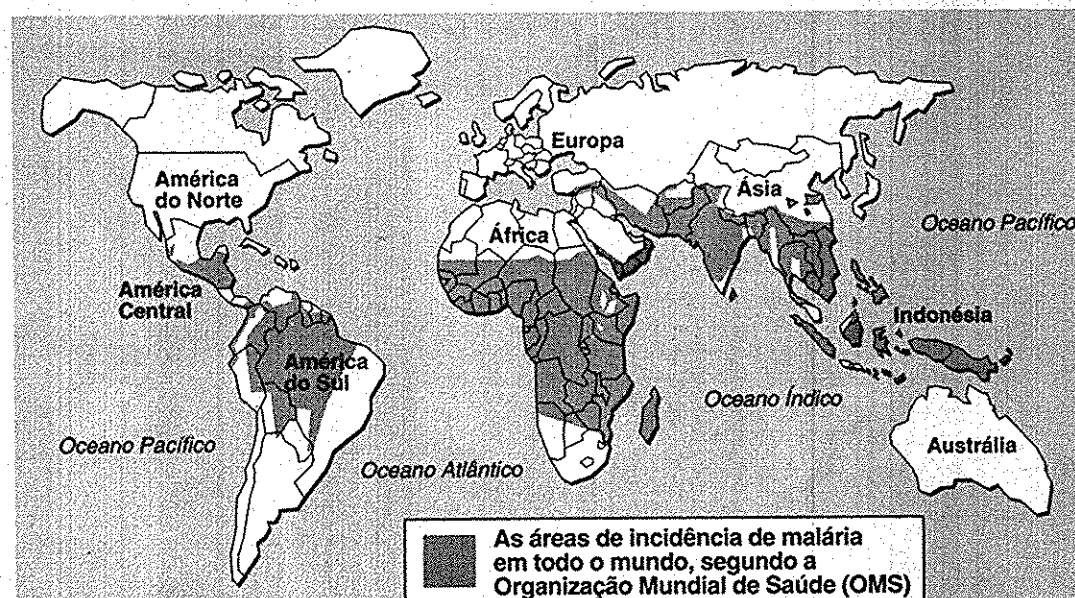 Europa
América
do Norte
Ásia
Oceano Pacífico
África
América
Central
Indonésia
América
do Sul
Oceano Índico
Oceano Pacífico
Austrália
Oceano Atlântico
As áreas de incidência de malária
em todo o mundo, segundo a
Organização Mundial de Saúde (OMS)